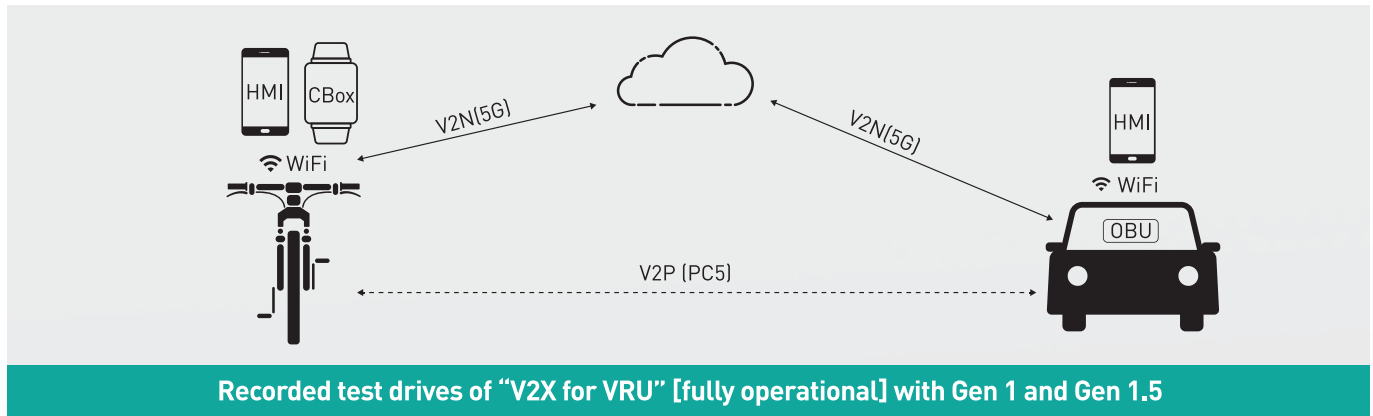 HMI
CBox
WiFi
V2N(5G)
V2N(5G)
HMI
WiFi
OBU
V2P (PC5)
Recorded test drives of “V2X for VRU” [fully operational] with Gen 1 and Gen 1.5